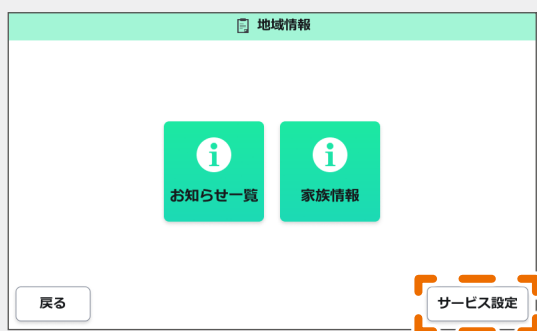 地域情報
お知らせ一覧
家族情報
戻る
サービス設定